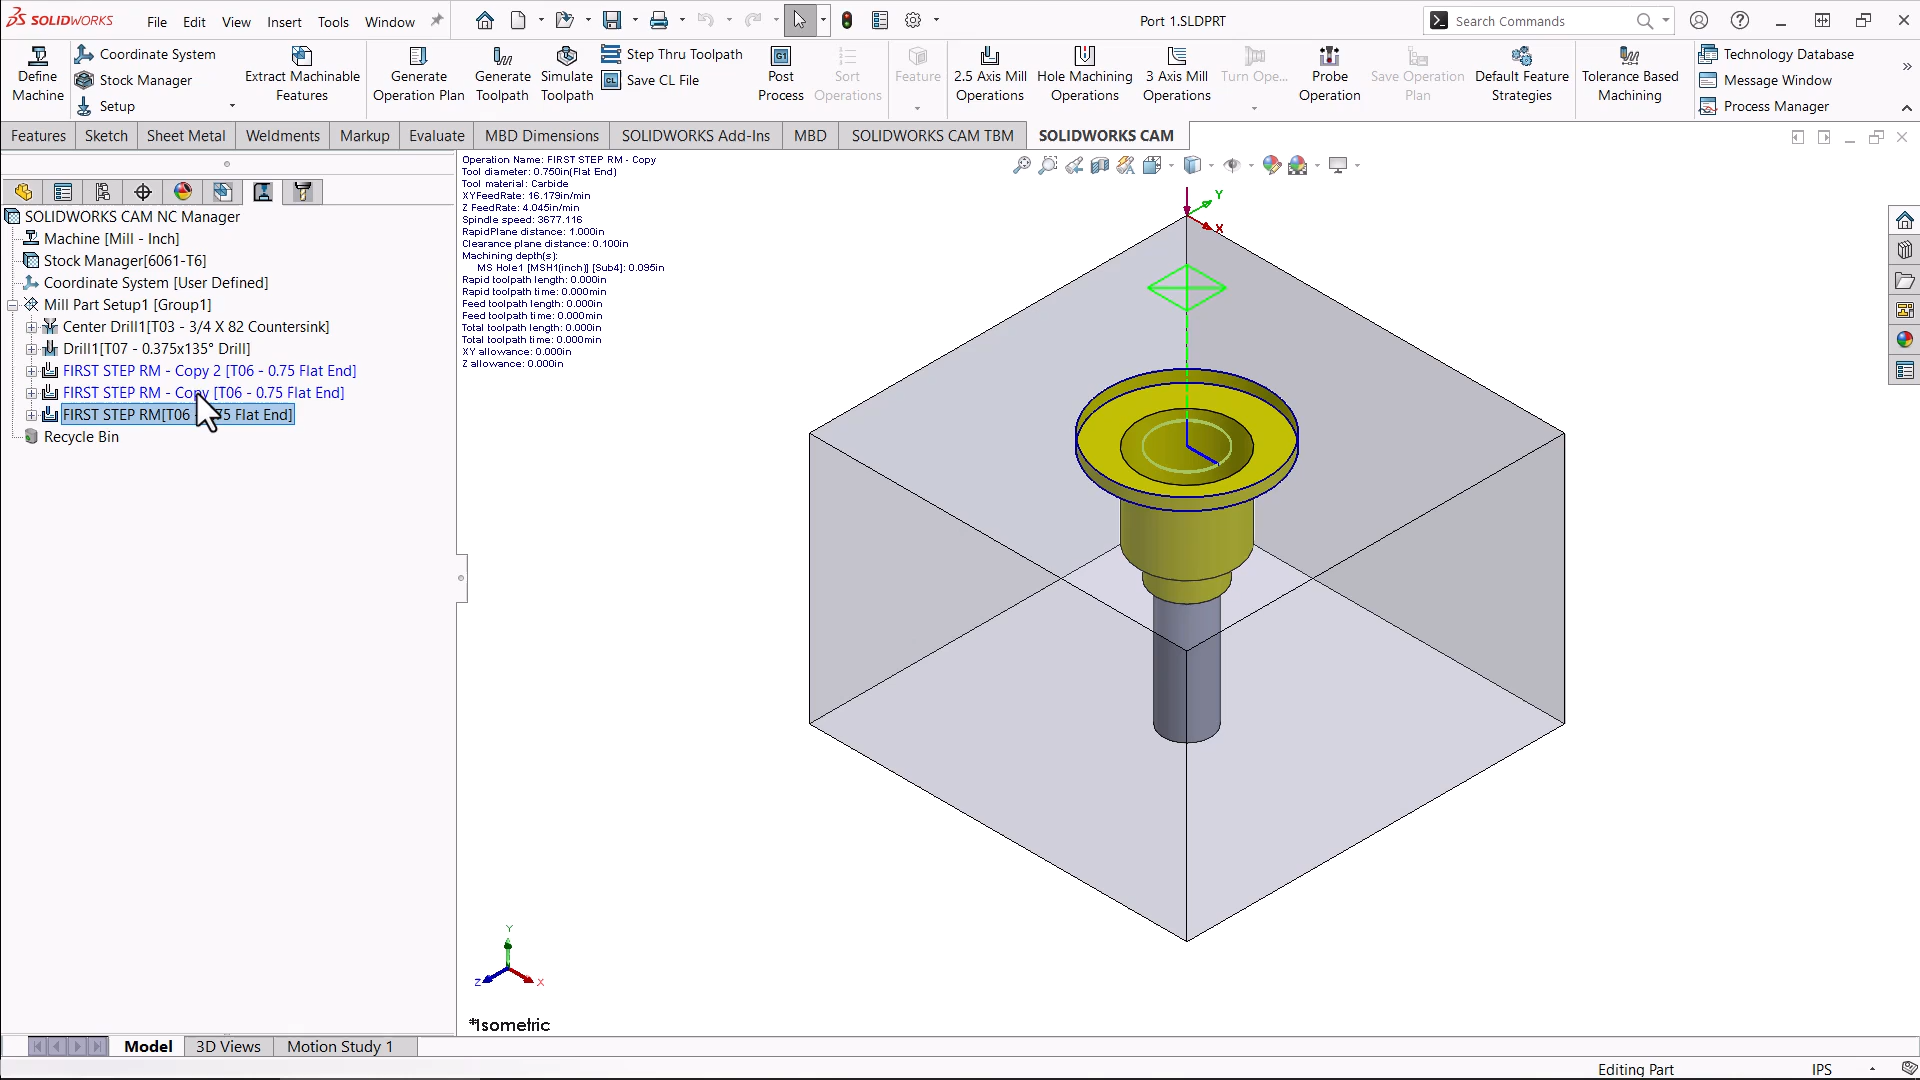 SOLIDWORKS File Edit View Insert Tools Window Port 1.SLDPRT Search Commands
Define Machine
Coordinate System
Stock Manager
Setup
Extract Machinable Features
Generate Operation Plan
Generate Toolpath
Simulate Toolpath
Step Thru Toolpath
Save CL File
Post Process
Sort Operations
Feature
2.5 Axis Mill Operations
Hole Machining Operations
3 Axis Mill Operations
Turn Ope...
Probe Operation
Save Operation Plan
Default Feature Strategies
Tolerance Based Machining
Technology Database
Message Window
Process Manager
Features Sketch Sheet Metal Weldments Markup Evaluate MBD Dimensions SOLIDWORKS Add-Ins MBD SOLIDWORKS CAM TBM SOLIDWORKS CAM
SOLIDWORKS CAM NC Manager
Machine [Mill - Inch]
Stock Manager[6061-T6]
Coordinate System [User Defined]
Mill Part Setup1 [Group1]
Center Drill1[T03 - 3/4 X 82 Countersink]
Drill1[T07 - 0.375x135° Drill]
FIRST STEP RM - Copy 2 [T06 - 0.75 Flat End]
FIRST STEP RM - Copy [T06 - 0.75 Flat End]
FIRST STEP RM[T06 75 Flat End]
Recycle Bin
Operation Name: FIRST STEP RM - Copy
Tool diameter: 0.750in(Flat End)
Tool material: Carbide
XYFeedRate: 16.179in/min
Z FeedRate: 4.045in/min
Spindle speed: 3677.116
RapidPlane distance: 1.000in
Clearance plane distance: 0.100in
Machining depth(s):
MS Hole1 [MSH1(inch)] [Sub4]: 0.095in
Rapid toolpath length: 0.000in
Rapid toolpath time: 0.000min
Feed toolpath length: 0.000in
Feed toolpath time: 0.000min
Total toolpath length: 0.000in
Total toolpath time: 0.000min
XY allowance: 0.000in
Z allowance: 0.000in
Y
X
Y
Z X
*Isometric
Model 3D Views Motion Study 1
Editing Part IPS